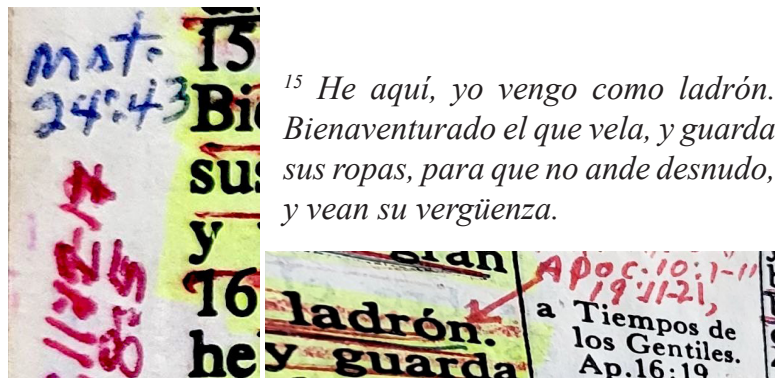 Mat.
24:43
15
Bi
sus
y
16
he
15 He aquí, yo vengo como ladrón.
Bienaventurado el que vela, y guarda
sus ropas, para que no ande desnudo,
y vean su vergüenza.
gran
ladrón.
y guarda
Apoc. 10:1-11
19:11-21,
a Tiempos de
los Gentiles.
Ap.16:19